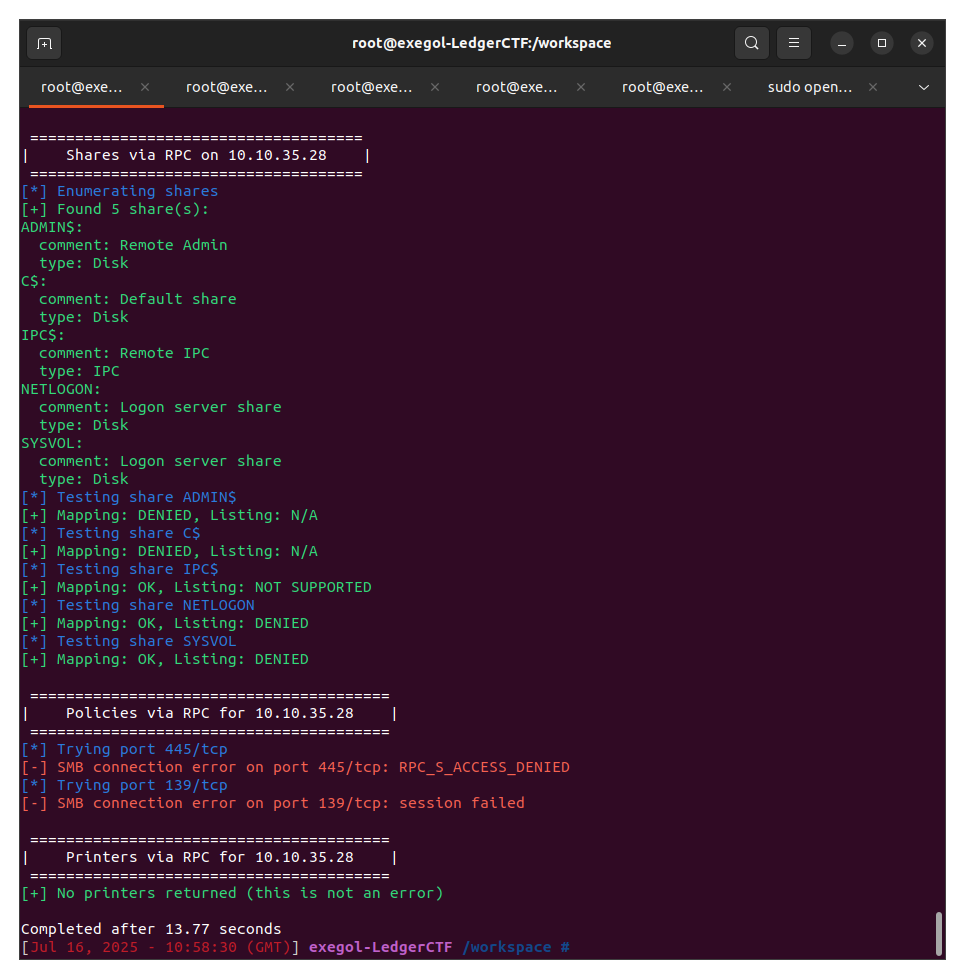 root@exegol-LedgerCTF:/workspace
root@exe... root@exe... root@exe... root@exe... root@exe... sudo open...
=====================================
|    Shares via RPC on 10.10.35.28    |
=====================================
[*] Enumerating shares
[+] Found 5 share(s):
ADMIN$:
  comment: Remote Admin
  type: Disk
C$:
  comment: Default share
  type: Disk
IPC$:
  comment: Remote IPC
  type: IPC
NETLOGON:
  comment: Logon server share
  type: Disk
SYSVOL:
  comment: Logon server share
  type: Disk
[*] Testing share ADMIN$
[+] Mapping: DENIED, Listing: N/A
[*] Testing share C$
[+] Mapping: DENIED, Listing: N/A
[*] Testing share IPC$
[+] Mapping: OK, Listing: NOT SUPPORTED
[*] Testing share NETLOGON
[+] Mapping: OK, Listing: DENIED
[*] Testing share SYSVOL
[+] Mapping: OK, Listing: DENIED
========================================
|    Policies via RPC for 10.10.35.28    |
========================================
[*] Trying port 445/tcp
[-] SMB connection error on port 445/tcp: RPC_S_ACCESS_DENIED
[*] Trying port 139/tcp
[-] SMB connection error on port 139/tcp: session failed
========================================
|    Printers via RPC for 10.10.35.28    |
========================================
[+] No printers returned (this is not an error)
Completed after 13.77 seconds
[Jul 16, 2025 - 10:58:30 (GMT)] exegol-LedgerCTF /workspace #